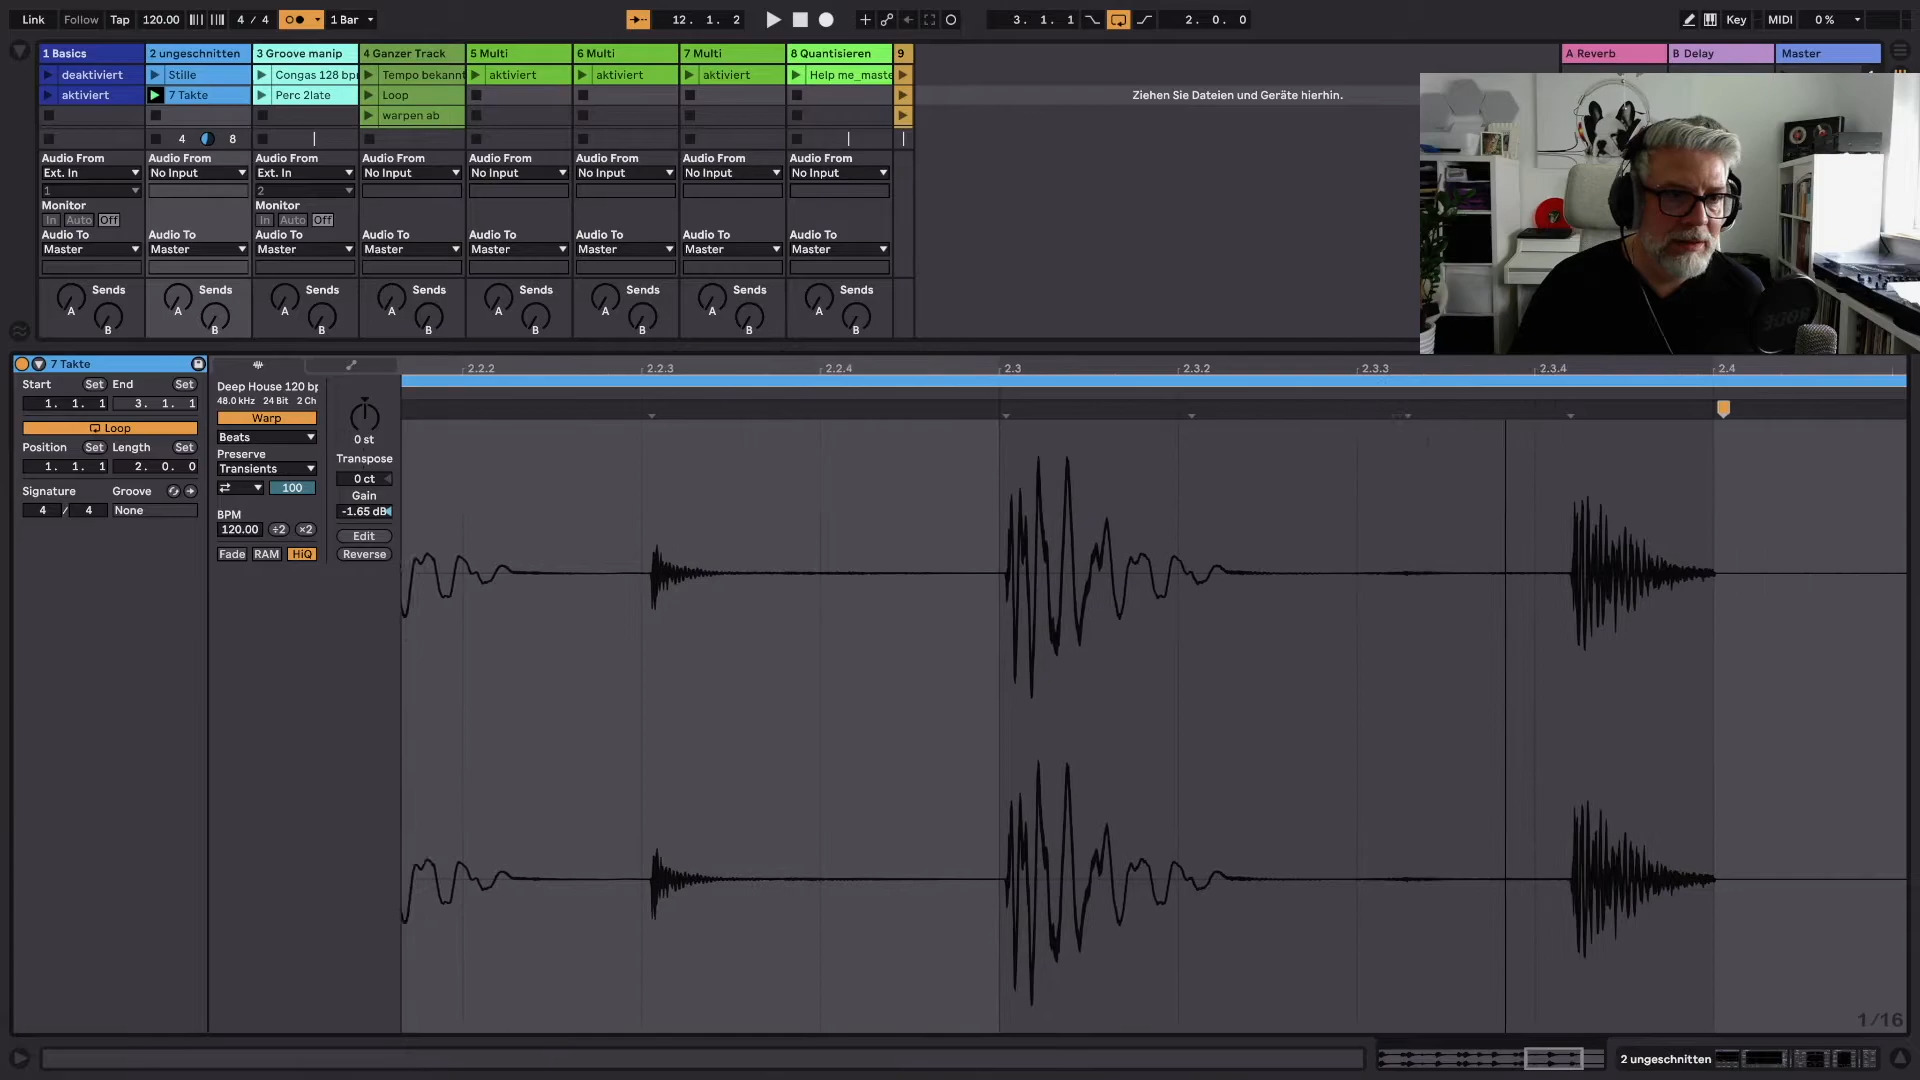 Link Follow Tap 120.00 4 / 4 1 Bar 12. 1. 2 3. 1. 1 2. 0. 0 Key MIDI 0 %
1 Basics 2 ungeschnitten 3 Groove manip 4 Ganzer Track 5 Multi 6 Multi 7 Multi 8 Quantisieren 9 A Reverb B Delay Master
deaktiviert Stille Congas 128 bpr Tempo bekannt aktiviert aktiviert aktiviert Help me_maste
aktiviert 7 Takte Perc 2late Loop Ziehen Sie Dateien und Geräte hierhin.
warpen ab
4 8
Audio From Audio From Audio From Audio From Audio From Audio From Audio From Audio From
Ext. In No Input Ext. In No Input No Input No Input No Input No Input
1 2
Monitor Monitor
In Auto Off In Auto Off
Audio To Audio To Audio To Audio To Audio To Audio To Audio To Audio To
Master Master Master Master Master Master Master Master
Sends Sends Sends Sends Sends Sends Sends Sends
A A A A A A A A
B B B B B B B B
RODE
7 Takte
Start Set End Set
1. 1. 1 3. 1. 1
Loop
Position Set Length Set
1. 1. 1 2. 0. 0
Signature Groove
4 / 4 None
Deep House 120 bp
48.0 kHz 24 Bit 2 Ch
Warp
Beats
Preserve
Transients
100
BPM
120.00 ÷2 ×2
Fade RAM HiQ
0 st
Transpose
0 ct
Gain
-1.65 dB
Edit
Reverse
2.2.2 2.2.3 2.2.4 2.3 2.3.2 2.3.3 2.3.4 2.4
1/16
2 ungeschnitten